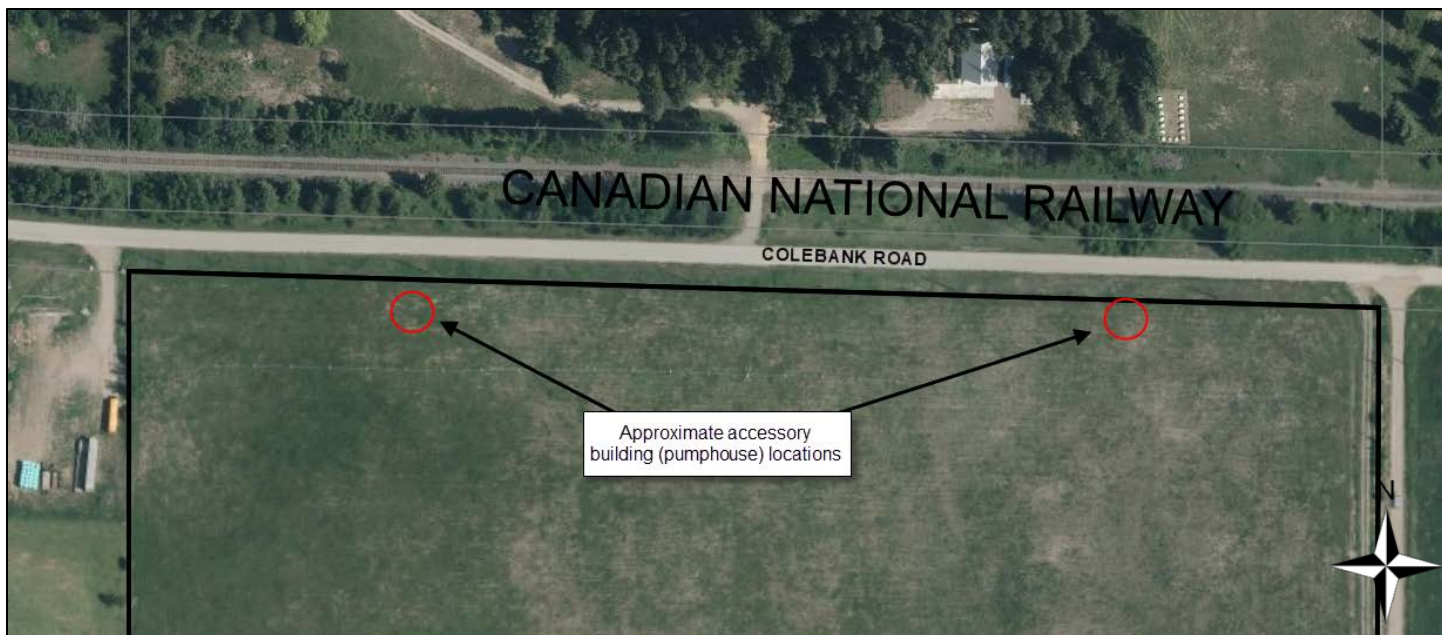 CANADIAN NATIONAL RAILWAY
COLEBANK ROAD
Approximate accessory
building (pumphouse) locations
N